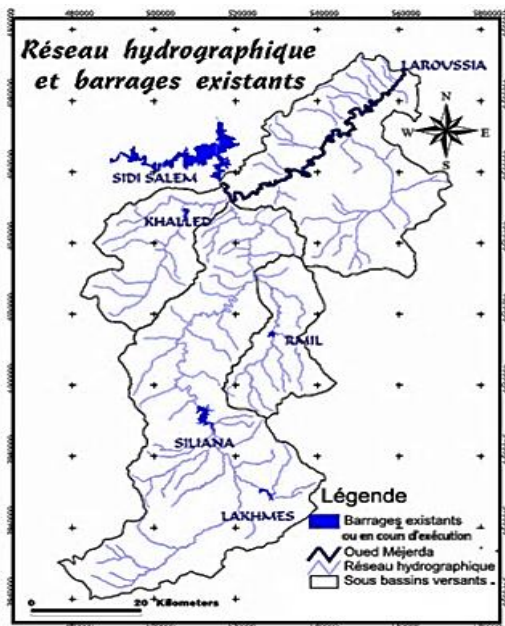 Réseau hydrographique
et barrages existants
LAROUSSIA
N
W E
S
SIDI SALEM
KHALLED
RMIL
SILIANA
LAKHMES
Légende
Barrages existants
ou en cours d'exécution
Oued Méjerda
Réseau hydrographique
Sous bassins versants
0 20 Kilometers